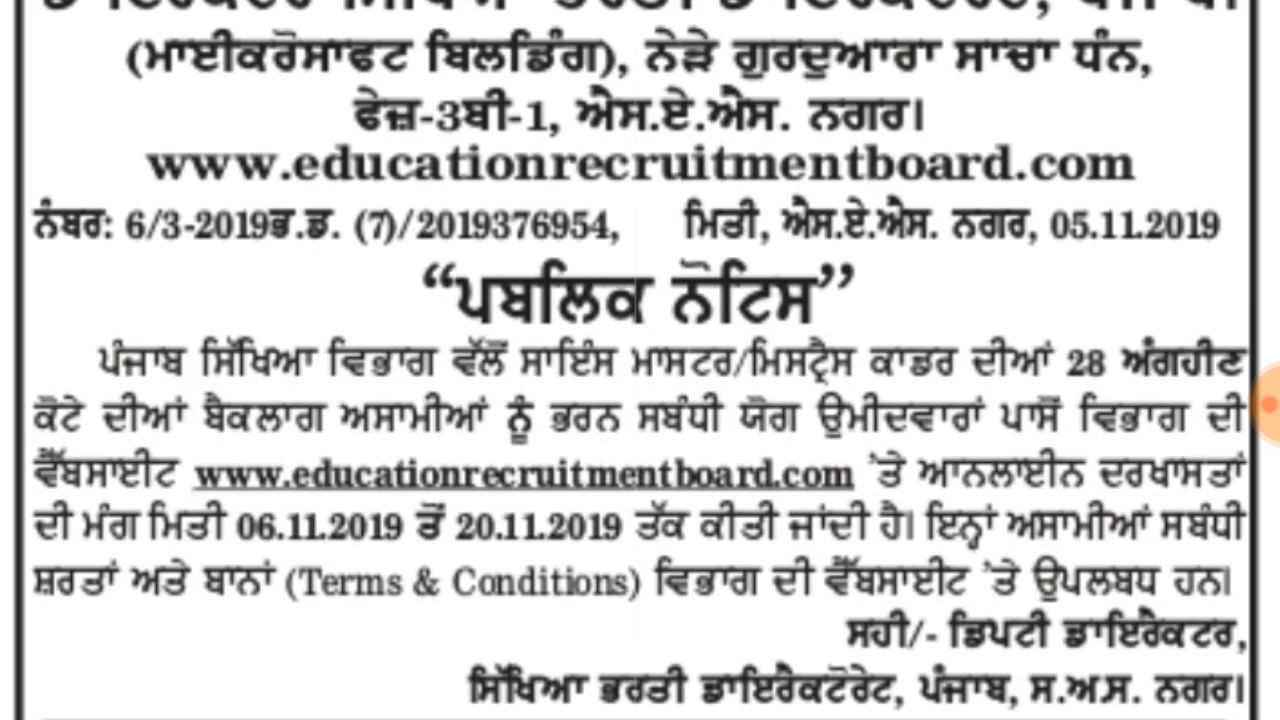 (ਮਾਈਕਰੋਸਾਫਟ ਬਿਲਡਿੰਗ), ਨੇੜੇ ਗੁਰਦੁਆਰਾ ਸਾਚਾ ਧੰਨ,
ਫੇਜ਼-3ਬੀ-1, ਐਸ.ਏ.ਐਸ. ਨਗਰ।
www.educationrecruitmentboard.com
ਨੰਬਰ: 6/3-2019ਭ.ਡ. (7)/2019376954, ਮਿਤੀ, ਐਸ.ਏ.ਐਸ. ਨਗਰ, 05.11.2019
“ਪਬਲਿਕ ਨੋਟਿਸ”
ਪੰਜਾਬ ਸਿੱਖਿਆ ਵਿਭਾਗ ਵੱਲੋਂ ਸਾਇੰਸ ਮਾਸਟਰ/ਮਿਸਟ੍ਰੈਸ ਕਾਡਰ ਦੀਆਂ 28 ਅੰਗਹੀਣ
ਕੋਟੇ ਦੀਆਂ ਬੈਕਲਾਗ ਅਸਾਮੀਆਂ ਨੂੰ ਭਰਨ ਸਬੰਧੀ ਯੋਗ ਉਮੀਦਵਾਰਾਂ ਪਾਸੋਂ ਵਿਭਾਗ ਦੀ
ਵੈੱਬਸਾਈਟ www.educationrecruitmentboard.com 'ਤੇ ਆਨਲਾਈਨ ਦਰਖਾਸਤਾਂ
ਦੀ ਮੰਗ ਮਿਤੀ 06.11.2019 ਤੋਂ 20.11.2019 ਤੱਕ ਕੀਤੀ ਜਾਂਦੀ ਹੈ। ਇਨ੍ਹਾਂ ਅਸਾਮੀਆਂ ਸਬੰਧੀ
ਸ਼ਰਤਾਂ ਅਤੇ ਬਾਨਾਂ (Terms & Conditions) ਵਿਭਾਗ ਦੀ ਵੈੱਬਸਾਈਟ 'ਤੇ ਉਪਲਬਧ ਹਨ।
ਸਹੀ/- ਡਿਪਟੀ ਡਾਇਰੈਕਟਰ,
ਸਿੱਖਿਆ ਭਰਤੀ ਡਾਇਰੈਕਟੋਰੇਟ, ਪੰਜਾਬ, ਸ.ਅ.ਸ. ਨਗਰ।